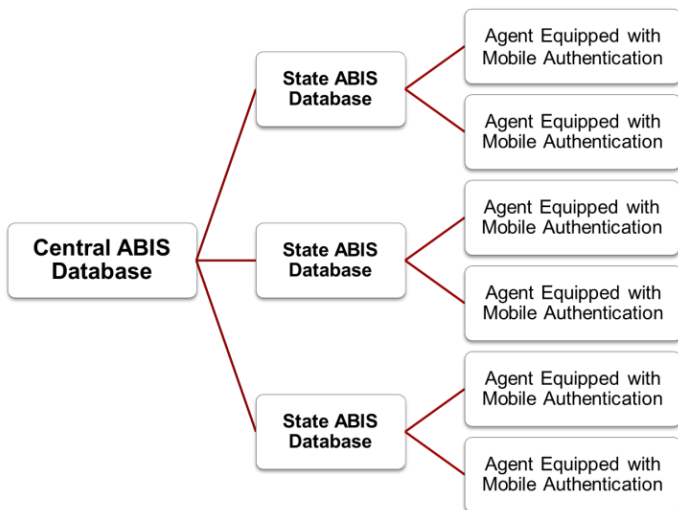 Agent Equipped with
Mobile Authentication
State ABIS
Database
Agent Equipped with
Mobile Authentication
Agent Equipped with
Mobile Authentication
Central ABIS
Database
State ABIS
Database
Agent Equipped with
Mobile Authentication
Agent Equipped with
Mobile Authentication
State ABIS
Database
Agent Equipped with
Mobile Authentication